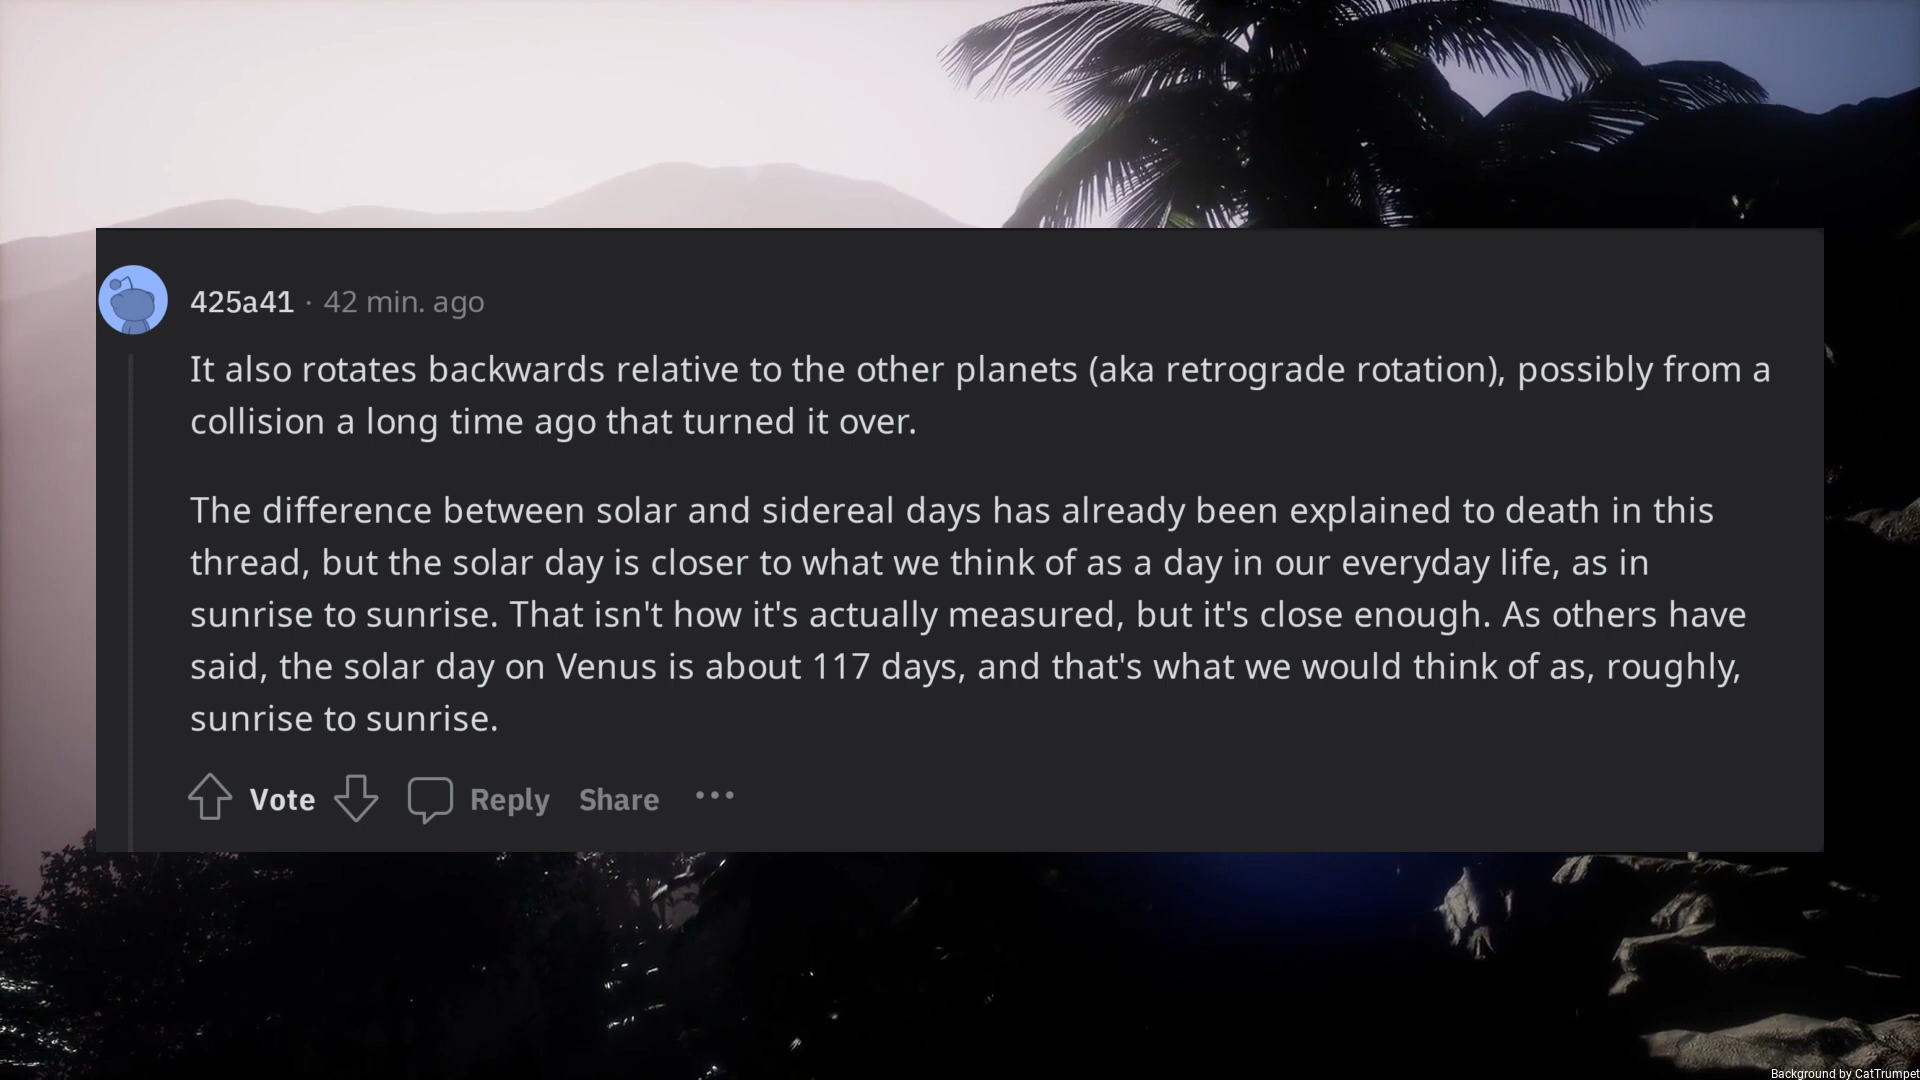 425a41 · 42 min. ago
It also rotates backwards relative to the other planets (aka retrograde rotation), possibly from a
collision a long time ago that turned it over.
The difference between solar and sidereal days has already been explained to death in this
thread, but the solar day is closer to what we think of as a day in our everyday life, as in
sunrise to sunrise. That isn't how it's actually measured, but it's close enough. As others have
said, the solar day on Venus is about 117 days, and that's what we would think of as, roughly,
sunrise to sunrise.
Vote Reply Share ···
Background by CatTrumpet